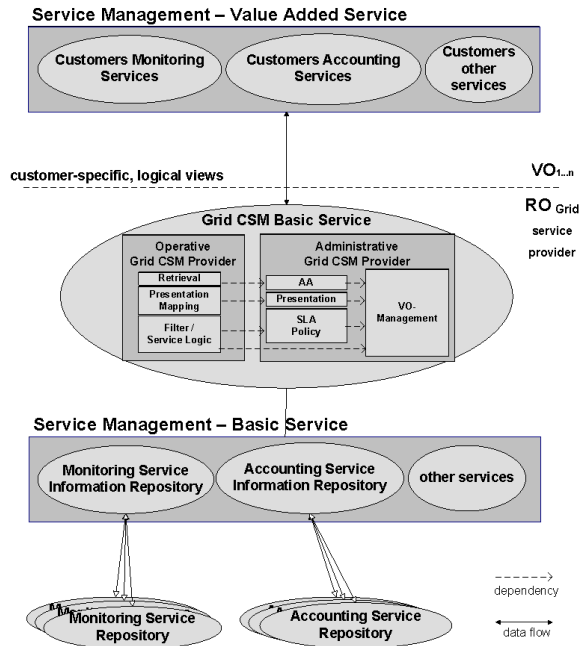 Service Management – Value Added Service
Customers Monitoring
Services
Customers Accounting
Services
Customers
other
services
customer-specific, logical views
VO1...n
RO Grid
service
provider
Grid CSM Basic Service
Operative
Grid CSM Provider
Administrative
Grid CSM Provider
Retrieval
Presentation
Mapping
Filter /
Service Logic
AA
Presentation
SLA
Policy
VO-
Management
Service Management – Basic Service
Monitoring Service
Information Repository
Accounting Service
Information Repository
other services
Monitoring Service
Repository
Accounting Service
Repository
dependency
data flow